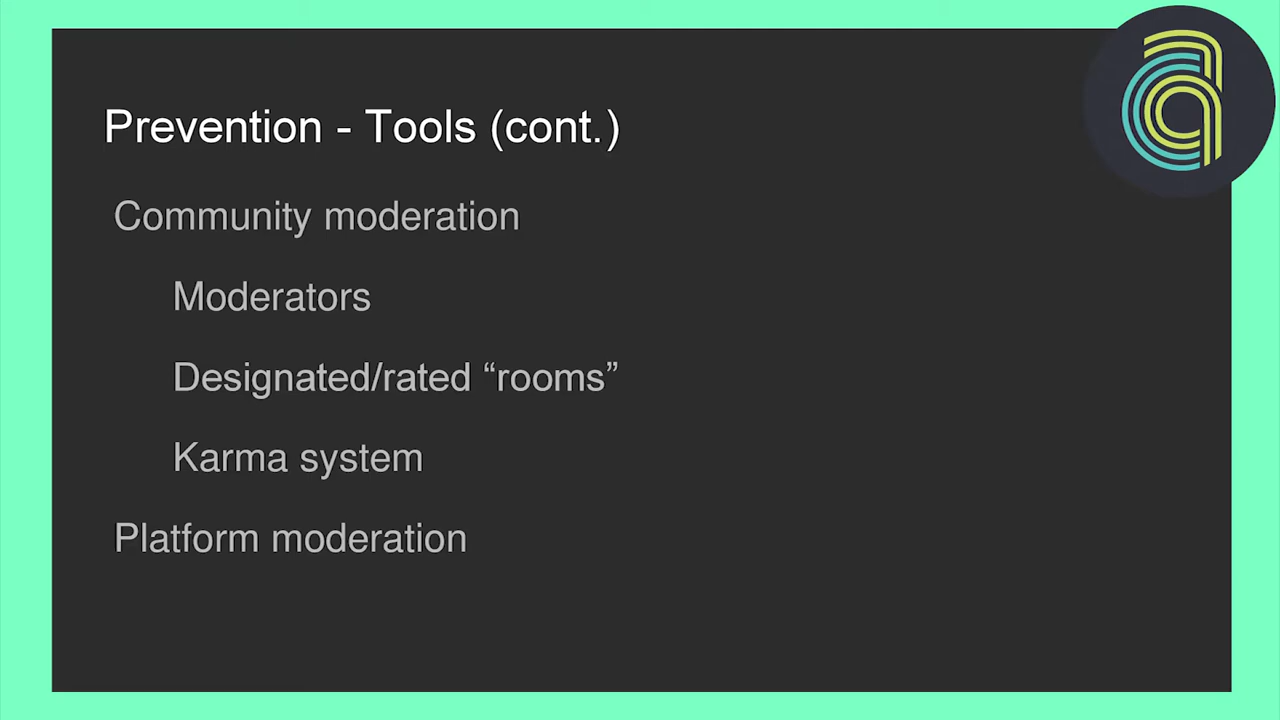 Prevention - Tools (cont.)
Community moderation
Moderators
Designated/rated “rooms”
Karma system
Platform moderation